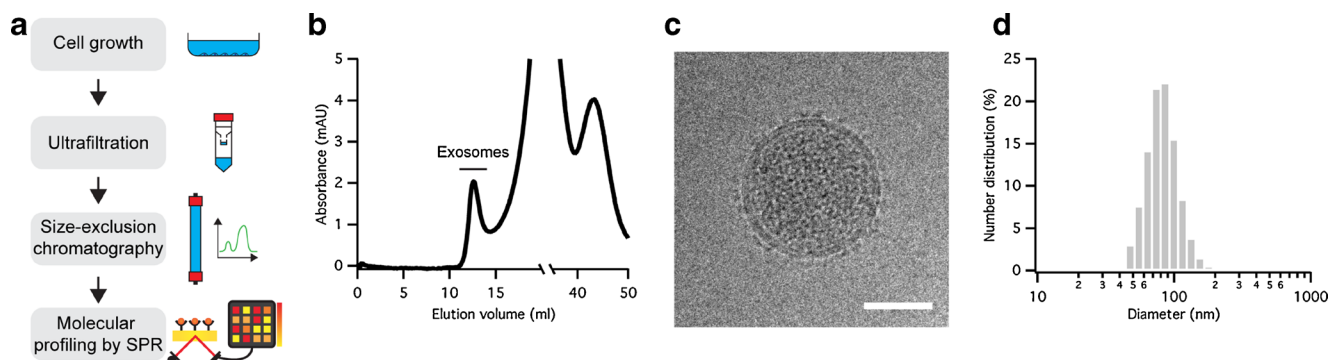 a
Cell growth
Ultrafiltration
Size-exclusion
chromatography
Molecular
profiling by SPR
b
5
4
3
2
1
0
Absorbance (mAU)
Exosomes
0 5 10 15 40 50
Elution volume (ml)
c
d
25
20
15
10
5
0
Number distribution (%)
10 2 3 4 5 6 100 2 3 4 5 6 1000
Diameter (nm)